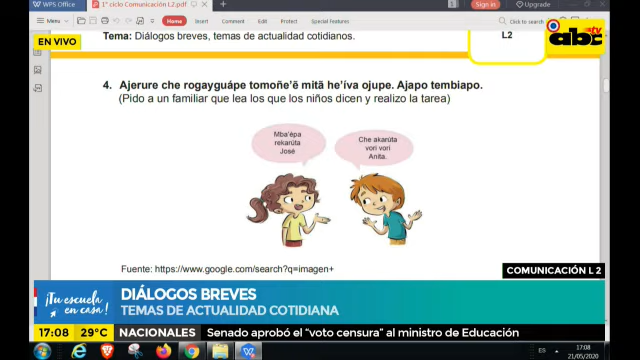 WPS Office
1° ciclo Comunicación L 2.pdf
Sign in
Upgrade
Home
Insert
Comment
Edit
Protect
Special Features
Click to search
EN VIVO
Tema: Diálogos breves, temas de actualidad cotidianos.
L2
abc
tv
4. Ajerure che rogayguápe tomoñe'ẽ mitã he'íva ojupe. Ajapo tembiapo.
(Pido a un familiar que lea los que los niños dicen y realizo la tarea)
Mba'épa
rekarúta
José
Che akarúta
vori vori
Anita.
Fuente: https://www.google.com/search?q=imagen+
COMUNICACIÓN L 2
¡Tu escuela
en casa!
DIÁLOGOS BREVES
TEMAS DE ACTUALIDAD COTIDIANA
17:08 29°C NACIONALES Senado aprobó el "voto censura" al ministro de Educación
ES
17:08
21/05/2020